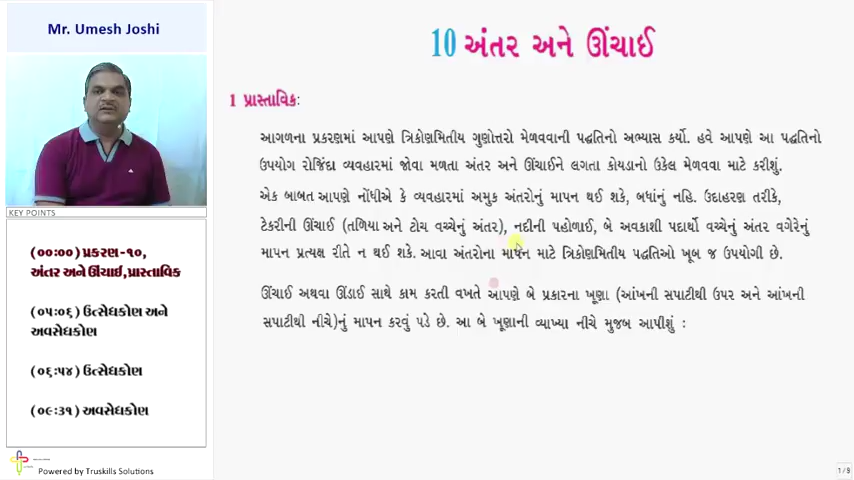 Mr. Umesh Joshi
KEY POINTS
(૦૦:૦૦) પ્રકરણ-૧૦,
અંતર અને ઊંચાઈ,પ્રાસ્તાવિક
(૦૫:૦૬) ઉત્સેધકોણ અને
અવસેધકોણ
(૦૬:૫૪) ઉત્સેધકોણ
(૦૯:૩૧) અવસેધકોણ
Powered by Truskills Solutions
10 અંતર અને ઊંચાઈ
1 પ્રાસ્તાવિક:
આગળના પ્રકરણમાં આપણે ત્રિકોણમિતીય ગુણોત્તરો મેળવવાની પદ્ધતિનો અભ્યાસ કર્યો. હવે આપણે આ પદ્ધતિનો
ઉપયોગ રોજિંદા વ્યવહારમાં જોવા મળતા અંતર અને ઊંચાઈને લગતા કોયડાનો ઉકેલ મેળવવા માટે કરીશું.
એક બાબત આપણે નોંધીએ કે વ્યવહારમાં અમુક અંતરોનું માપન થઈ શકે, બધાંનું નહિ. ઉદાહરણ તરીકે,
ટેકરીની ઊંચાઈ (તળિયા અને ટોચ વચ્ચેનું અંતર), નદીની પહોળાઈ, બે અવકાશી પદાર્થો વચ્ચેનું અંતર વગેરેનું
માપન પ્રત્યક્ષ રીતે ન થઈ શકે. આવા અંતરોના માપન માટે ત્રિકોણમિતીય પદ્ધતિઓ ખૂબ જ ઉપયોગી છે.
ઊંચાઈ અથવા ઊંડાઈ સાથે કામ કરતી વખતે આપણે બે પ્રકારના ખૂણા (આંખની સપાટીથી ઉપર અને આંખની
સપાટીથી નીચે)નું માપન કરવું પડે છે. આ બે ખૂણાની વ્યાખ્યા નીચે મુજબ આપીશું :
1/9